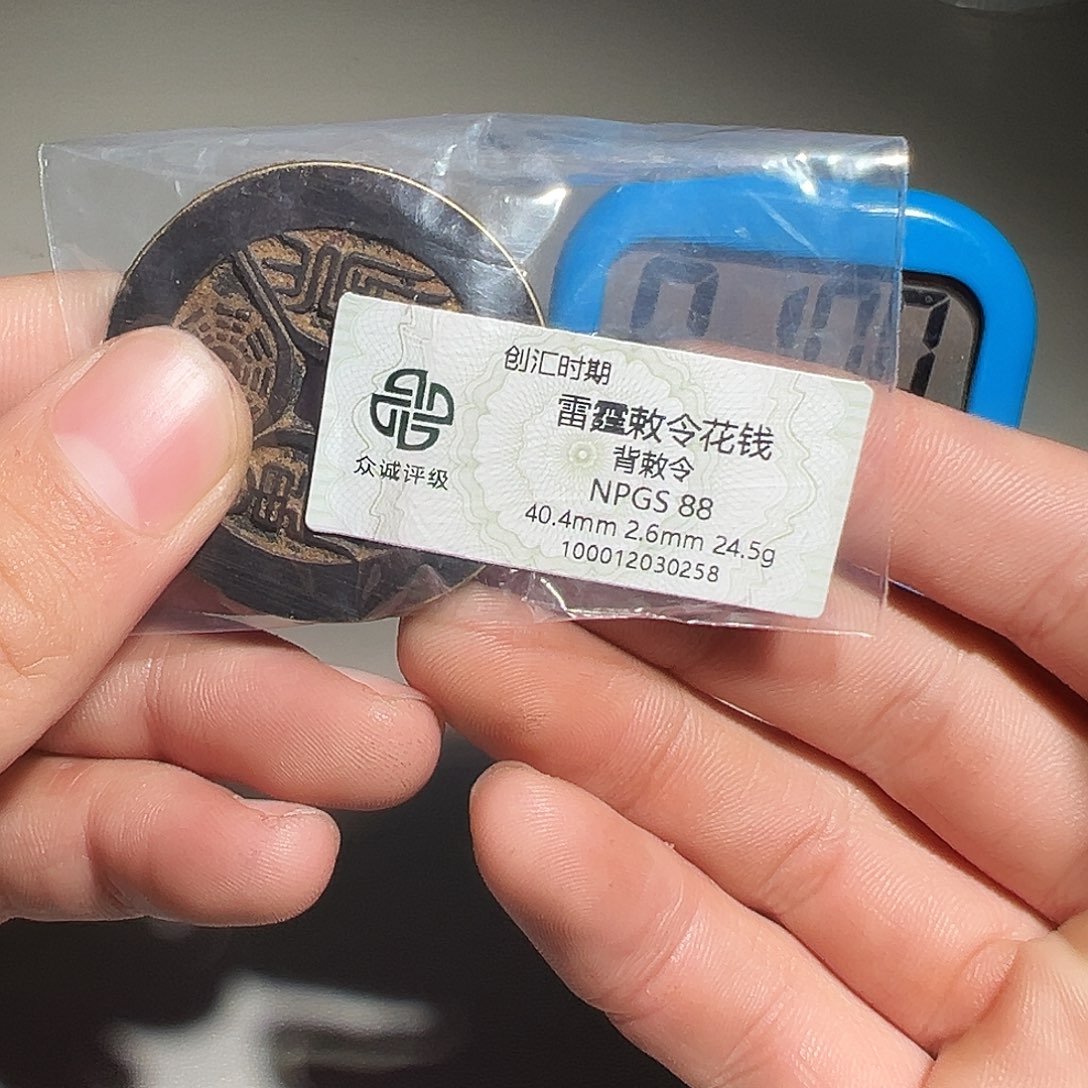 创汇时期
雷霆敕令花钱
背敕令
NPGS 88
40.4mm 2.6mm 24.5g
100012030258
众诚评级